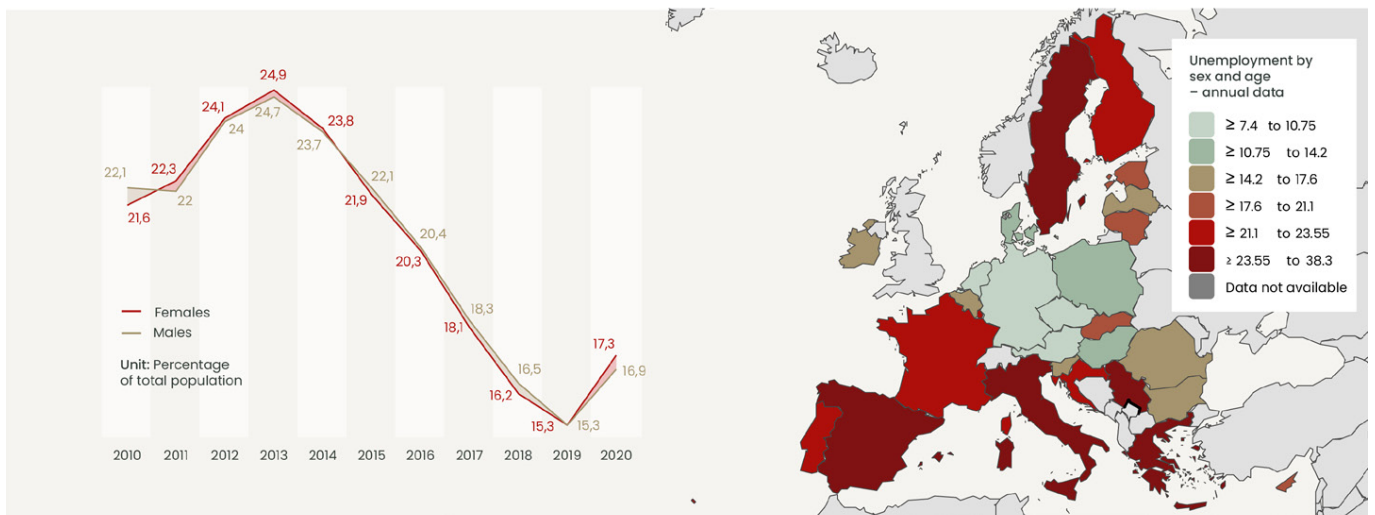 24,9
24,1
24,7
23,8
24
23,7
22,1
22,3
22,1
22
21,6
21,9
20,4
20,3
18,3
18,1
17,3
16,5
16,9
16,2
15,3
15,3
Females
Males
Unit: Percentage
of total population
2010 2011 2012 2013 2014 2015 2016 2017 2018 2019 2020
Unemployment by
sex and age
– annual data
≥ 7.4 to 10.75
≥ 10.75 to 14.2
≥ 14.2 to 17.6
≥ 17.6 to 21.1
≥ 21.1 to 23.55
≥ 23.55 to 38.3
Data not available